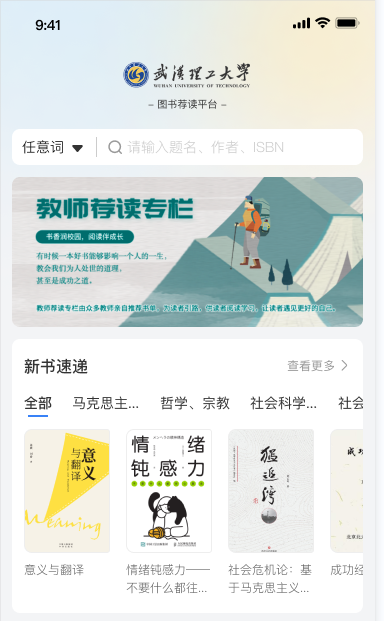 9:41
武汉理工大学
WUHAN UNIVERSITY OF TECHNOLOGY
– 图书荐读平台 –
任意词
请输入题名、作者、ISBN
教师荐读专栏
书香润校园，阅读伴成长
有时候一本好书能够影响一个人的一生，
教会我们为人处世的道理，
甚至是成功之道。
教师荐读专栏由众多教师亲自推荐书单，为读者引路，伴读者阅读学习，让读者遇见更好的自己。
新书速递
查看更多
全部
马克思主...
哲学、宗教
社会科学...
社会
意义
与翻译
Meaning
情绪
钝感力
成功
意义与翻译
情绪钝感力——
不要什么都往...
社会危机论：基
于马克思主义...
成功经